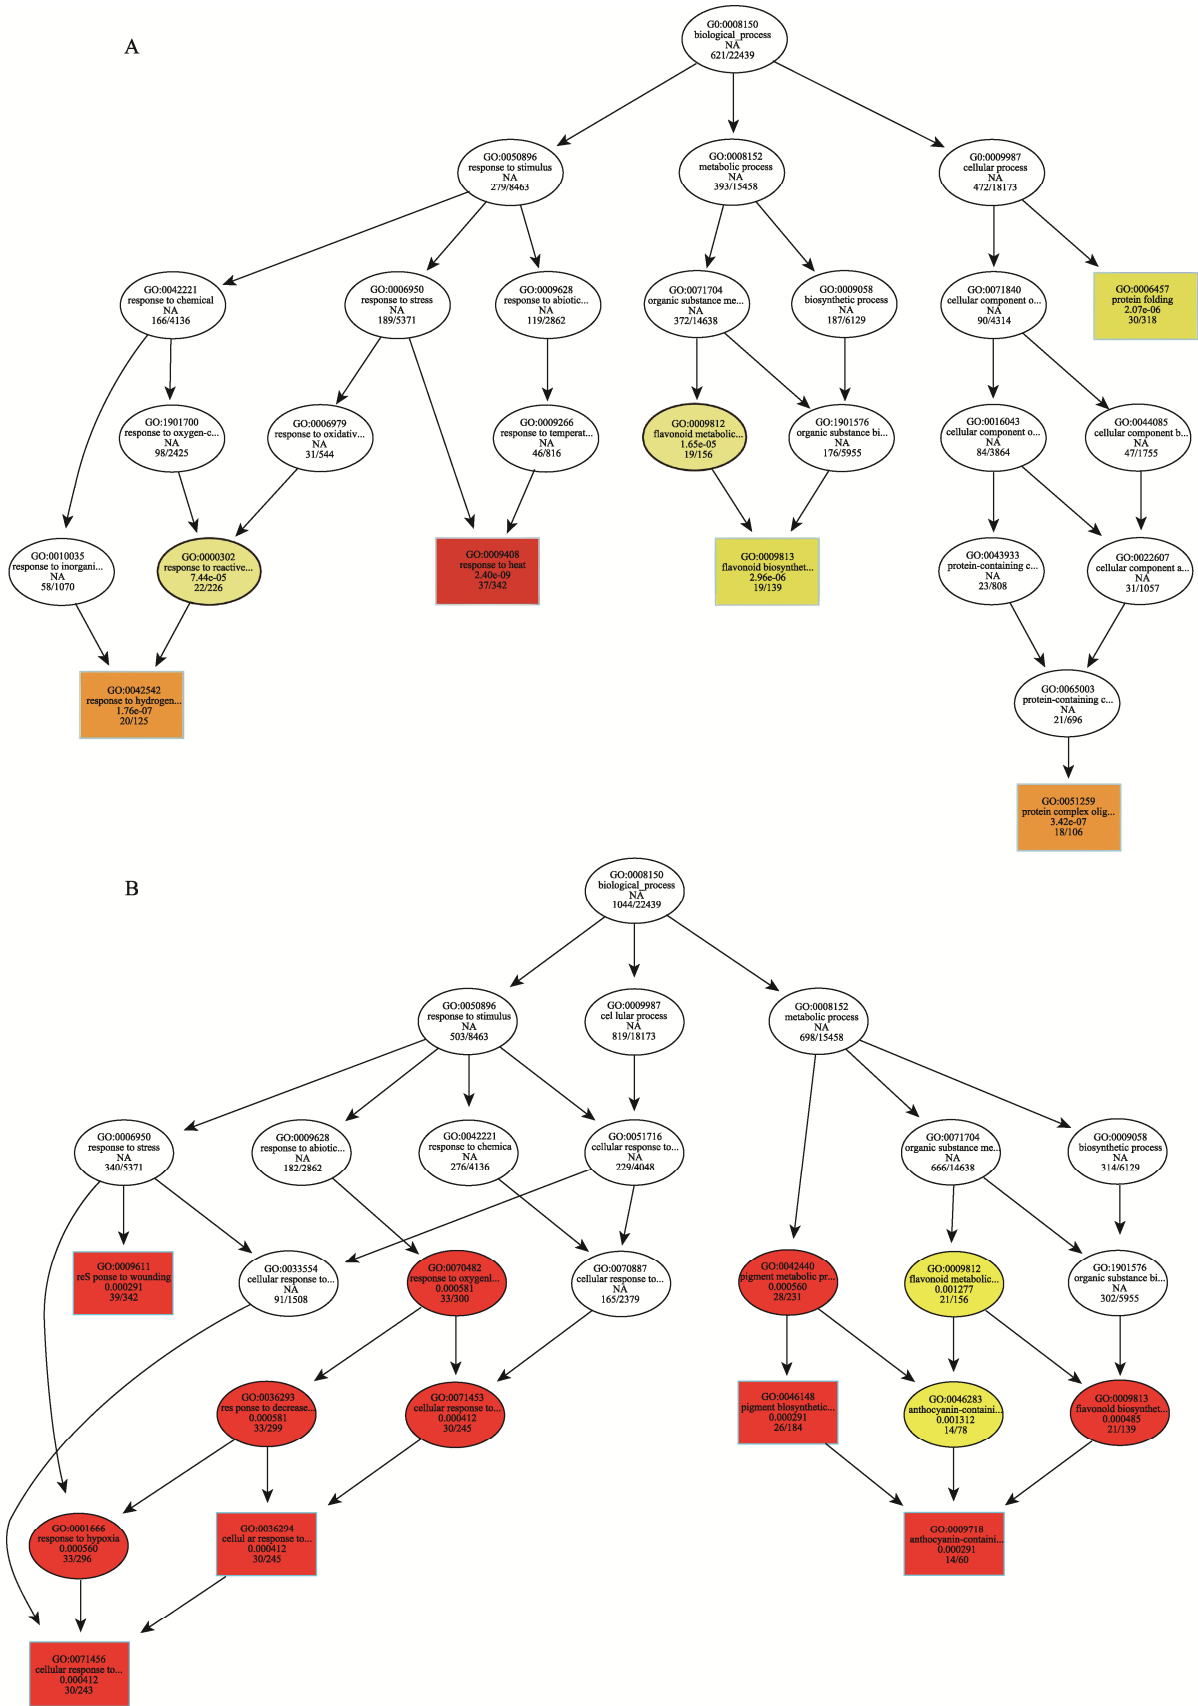 A
G0:0008150
biological_process
NA
621/22439
GO:0050896
response to stimulus
NA
279/8463
GO:0008152
metabolic process
NA
393/15458
G0:0009987
cellular process
NA
472/18173
GO:0042221
response to chemical
NA
166/4136
GO:0006950
response to stress
NA
189/5371
GO:0009628
response to abiotic...
NA
119/2862
GO:0071704
organic substance me...
NA
372/14638
GO:0009058
biosynthetic process
NA
187/6129
GO:0071840
cellular component o...
NA
90/4314
GO:0006457
protein folding
2.07e-06
30/318
GO:1901700
response to oxygen-c...
NA
98/2425
GO:0006979
response to oxidativ...
NA
31/544
GO:0009266
response to temperat...
NA
46/816
GO:0009812
flavonoid metabolic...
1.65e-05
19/156
GO:1901576
organic substance bi...
NA
176/5955
GO:0016043
cellular component o...
NA
84/3864
GO:0044085
cellular component b...
NA
47/1755
GO:0010035
response to inorgani...
NA
58/1070
GO:0000302
response to reactive...
7.44e-05
22/226
GO:0009408
response to heat
2.40e-09
37/342
GO:0009813
flavonoid biosynthet...
2.96e-06
19/139
GO:0043933
protein-containing c...
NA
23/808
GO:0022607
cellular component a...
NA
31/1057
GO:0042542
response to hydrogen...
1.76e-07
20/125
GO:0065003
protein-containing c...
NA
21/696
GO:0051259
protein complex olig...
3.42e-07
18/106
B
GO:0008150
biological_process
NA
1044/22439
GO:0050896
response to stimulus
NA
503/8463
GO:0009987
cel lular process
NA
819/18173
GO:0008152
metabolic process
NA
698/15458
GO:0006950
response to stress
NA
340/5371
GO:0009628
response to abiotic...
NA
182/2862
GO:0042221
response to chemica
NA
276/4136
GO:0051716
cellular response to...
NA
229/4048
GO:0071704
organic substance me...
NA
666/14638
GO:0009058
biosynthetic process
NA
314/6129
GO:0009611
reS ponse to wounding
0.000291
39/342
GO:0033554
cellular response to...
NA
91/1508
GO:0070482
response to oxygenl...
0.000581
33/300
GO:0070887
cellular response to...
NA
165/2379
GO:0042440
pigment metabolic pr...
0.000560
28/231
GO:0009812
flavonoid metabolic...
0.001277
21/156
GO:1901576
organic substance bi...
NA
302/5955
GO:0036293
res ponse to decrease...
0.000581
33/299
GO:0071453
cellular response to...
0.000412
30/245
GO:0046148
pigment biosynthetic...
0.000291
26/184
GO:0046283
anthocyanin-containi...
0.001312
14/78
GO:0009813
flavonold biosynthet...
0.000485
21/139
GO:0001666
response to hypoxia
0.000560
33/296
GO:0036294
cellul ar response to...
0.000412
30/245
GO:0009718
anthocyanin-containi...
0.000291
14/60
GO:0071456
cellular response to...
0.000412
30/243